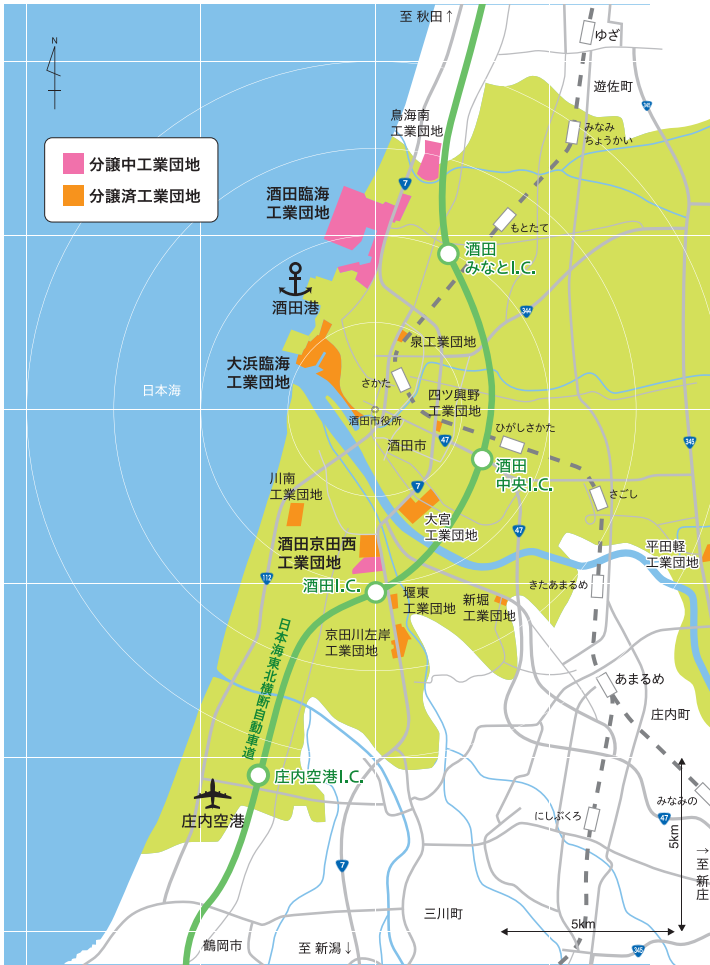 至 秋田↑
N
ゆざ
遊佐町
345
鳥海南
工業団地
みなみ
ちょうかい
分譲中工業団地
分譲済工業団地
7
酒田臨海
工業団地
もとたて
酒田
みなとI.C.
酒田港
344
泉工業団地
大浜臨海
工業団地
日本海
さかた
四ツ興野
工業団地
酒田市役所
ひがしさかた
酒田市
47
345
酒田
中央I.C.
川南
工業団地
7
さごし
大宮
工業団地
47
酒田京田西
工業団地
平田軽
工業団地
112
酒田I.C.
きたあまるめ
堰東
工業団地
新堀
工業団地
日本海東北横断自動車道
京田川左岸
工業団地
あまるめ
庄内町
庄内空港I.C.
庄内空港
みなみの
にしぶくろ
47
5km
→至 新庄
7
三川町
5km
鶴岡市
至 新潟↓
345